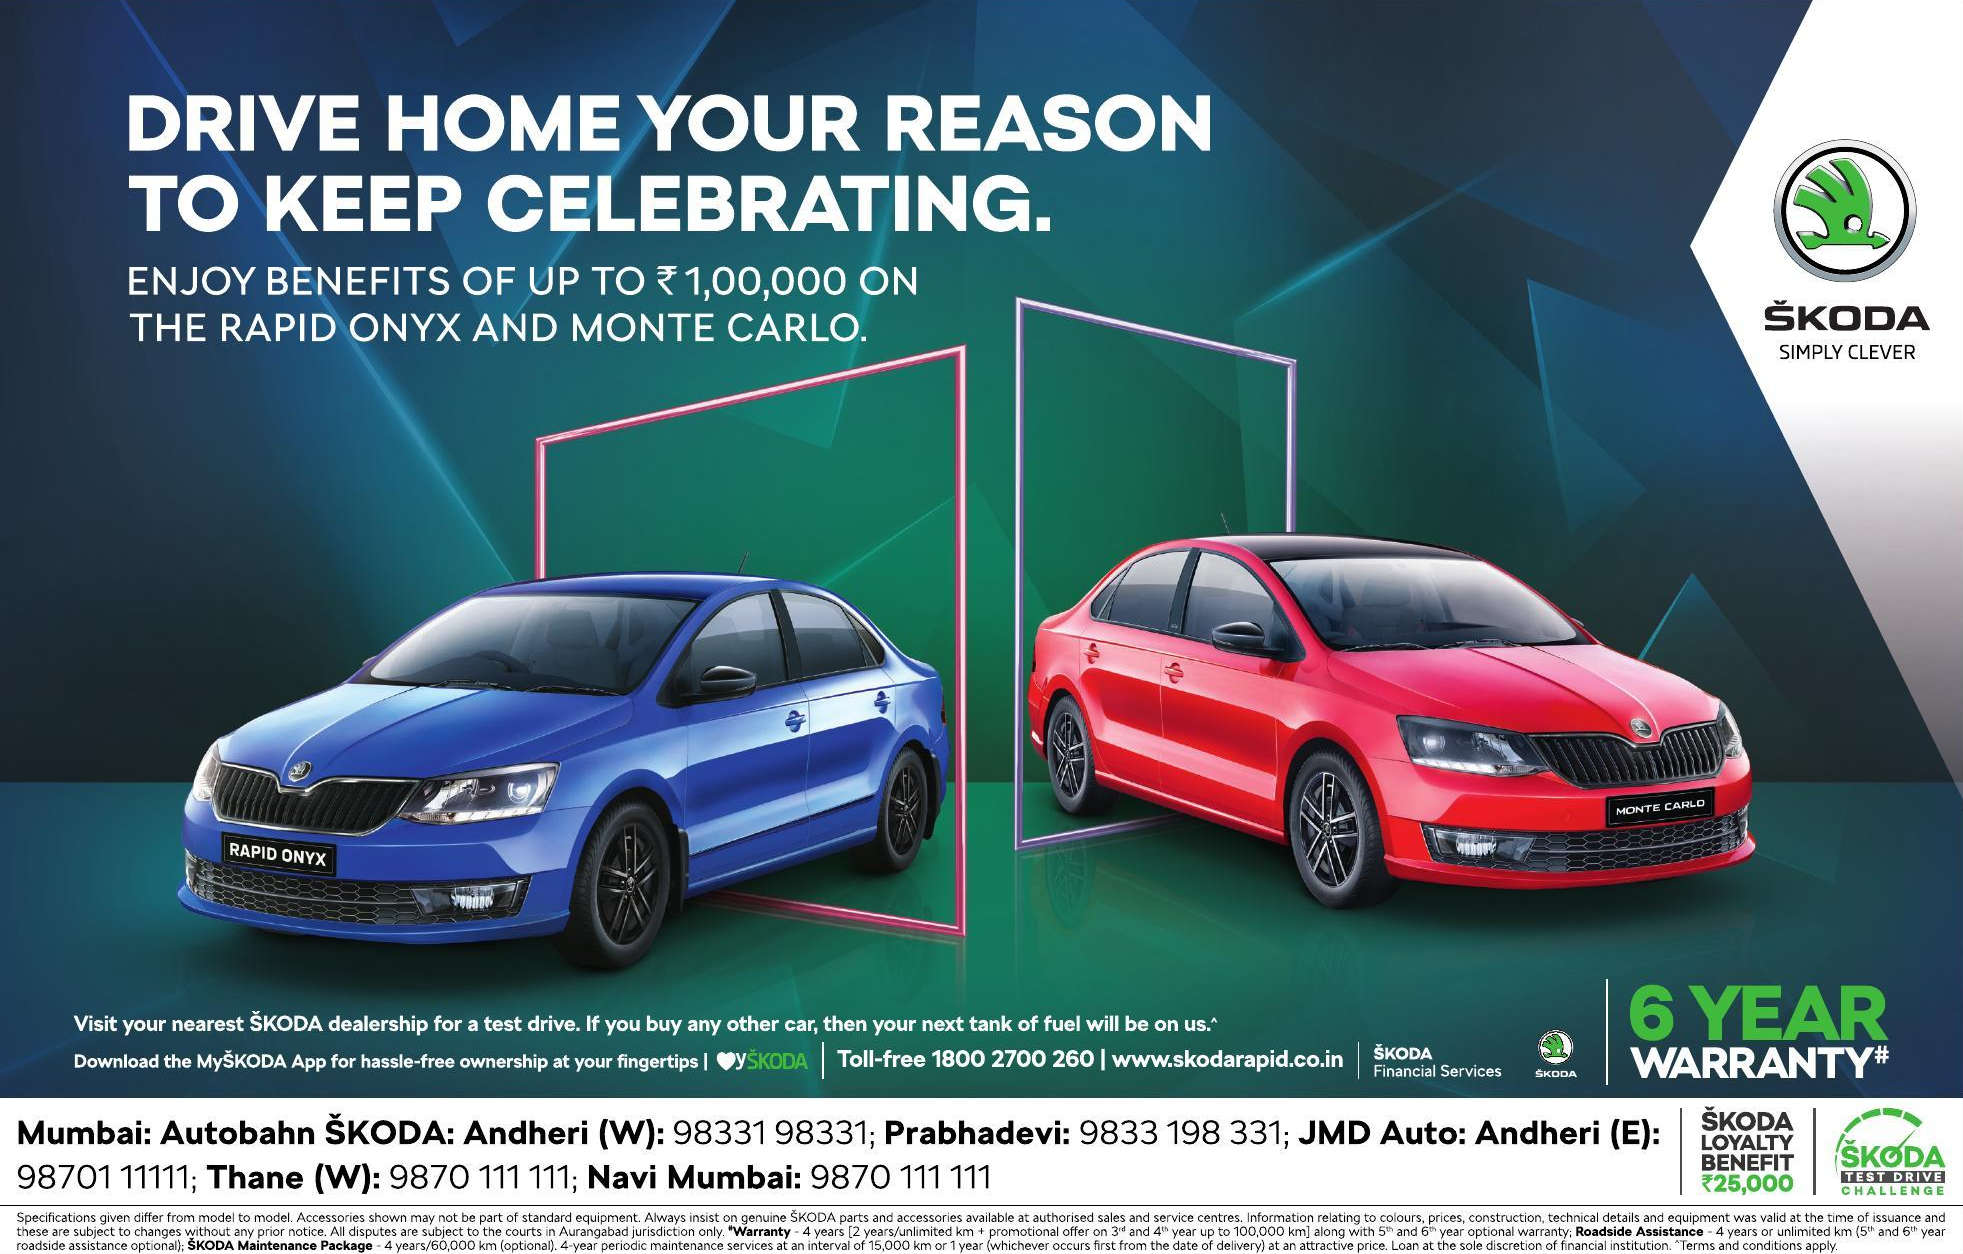 DRIVE HOME YOUR REASON
TO KEEP CELEBRATING.
ENJOY BENEFITS OF UP TO ₹1,00,000 ON
THE RAPID ONYX AND MONTE CARLO.
ŠKODA
SIMPLY CLEVER
RAPID ONYX
MONTE CARLO
Visit your nearest ŠKODA dealership for a test drive. If you buy any other car, then your next tank of fuel will be on us.^
Download the MyŠKODA App for hassle-free ownership at your fingertips | yŠKODA | Toll-free 1800 2700 260 | www.skodarapid.co.in
ŠKODA
Financial Services
ŠKODA
6 YEAR
WARRANTY#
Mumbai: Autobahn ŠKODA: Andheri (W): 98331 98331; Prabhadevi: 9833 198 331; JMD Auto: Andheri (E):
98701 11111; Thane (W): 9870 111 111; Navi Mumbai: 9870 111 111
ŠKODA
LOYALTY
BENEFIT
₹25,000
ŠKODA
TEST DRIVE
CHALLENGE
Specifications given differ from model to model. Accessories shown may not be part of standard equipment. Always insist on genuine ŠKODA parts and accessories available at authorised sales and service centres. Information relating to colours, prices, construction, technical details and equipment was valid at the time of issuance and
these are subject to changes without any prior notice. All disputes are subject to the courts in Aurangabad jurisdiction only. #Warranty - 4 years [2 years/unlimited km + promotional offer on 3rd and 4th year up to 100,000 km] along with 5th and 6th year optional warranty; Roadside Assistance - 4 years or unlimited km (5th and 6th year
roadside assistance optional); ŠKODA Maintenance Package - 4 years/60,000 km (optional). 4-year periodic maintenance services at an interval of 15,000 km or 1 year (whichever occurs first from the date of delivery) at an attractive price. Loan at the sole discretion of financial institution. ^Terms and conditions apply.